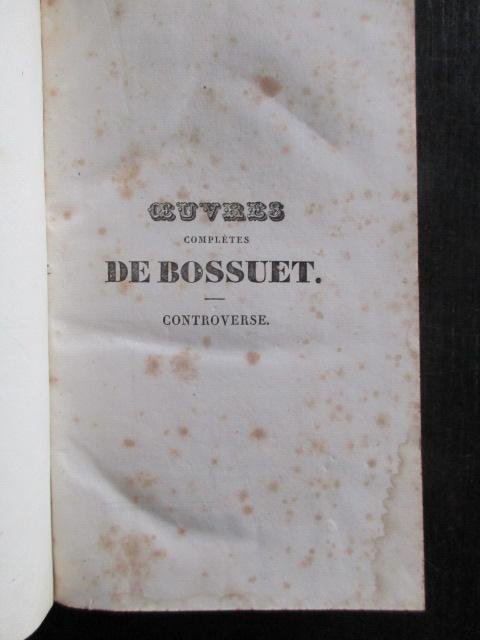 ŒUVRES
COMPLÈTES
DE BOSSUET.
CONTROVERSE.